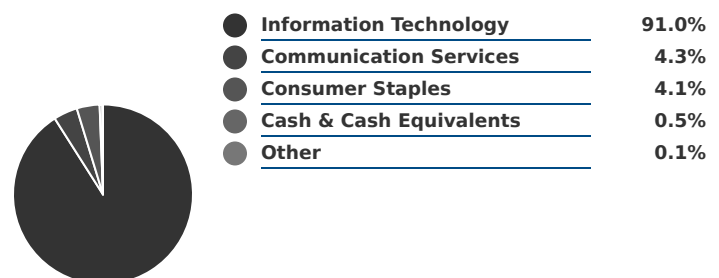 Information Technology 91.0%
Communication Services 4.3%
Consumer Staples 4.1%
Cash & Cash Equivalents 0.5%
Other 0.1%